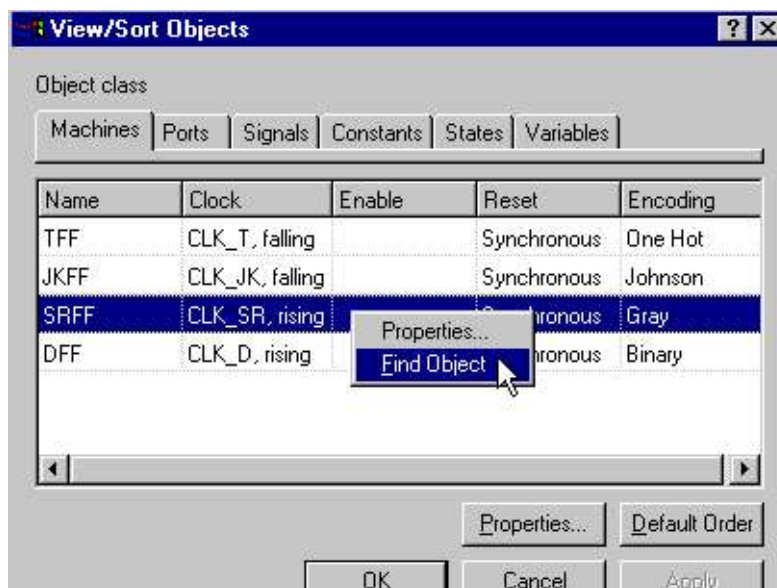 View/Sort Objects
Object class
Machines Ports Signals Constants States Variables
Name Clock Enable Reset Encoding
TFF CLK_T, falling Synchronous One Hot
JKFF CLK_JK, falling Synchronous Johnson
SRFF CLK_SR, rising hronous Gray
Properties...
DFF CLK_D, rising hronous Binary
Find Object
Properties... Default Order
OK Cancel Apply